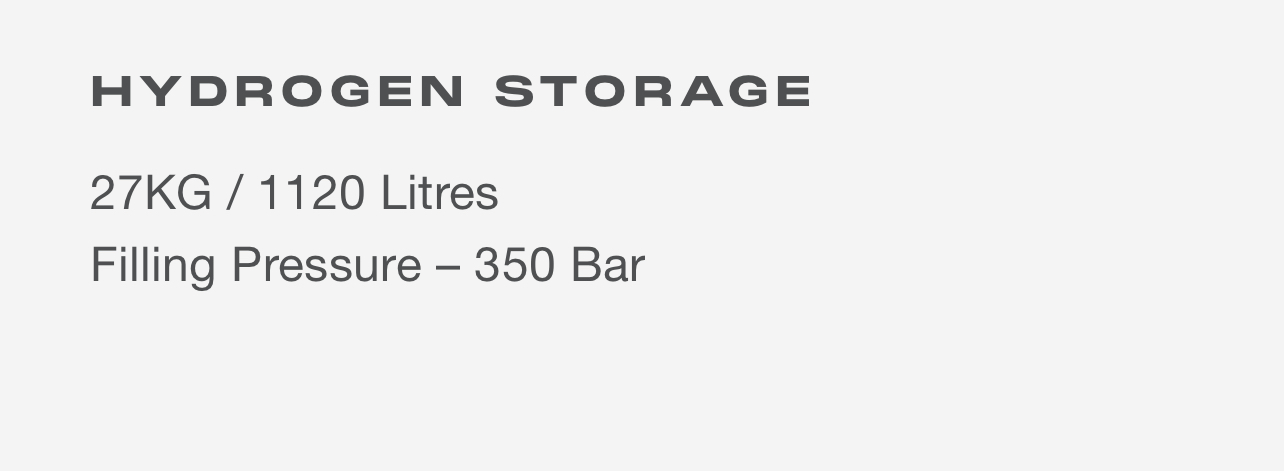 HYDROGEN STORAGE
27KG / 1120 Litres
Filling Pressure – 350 Bar